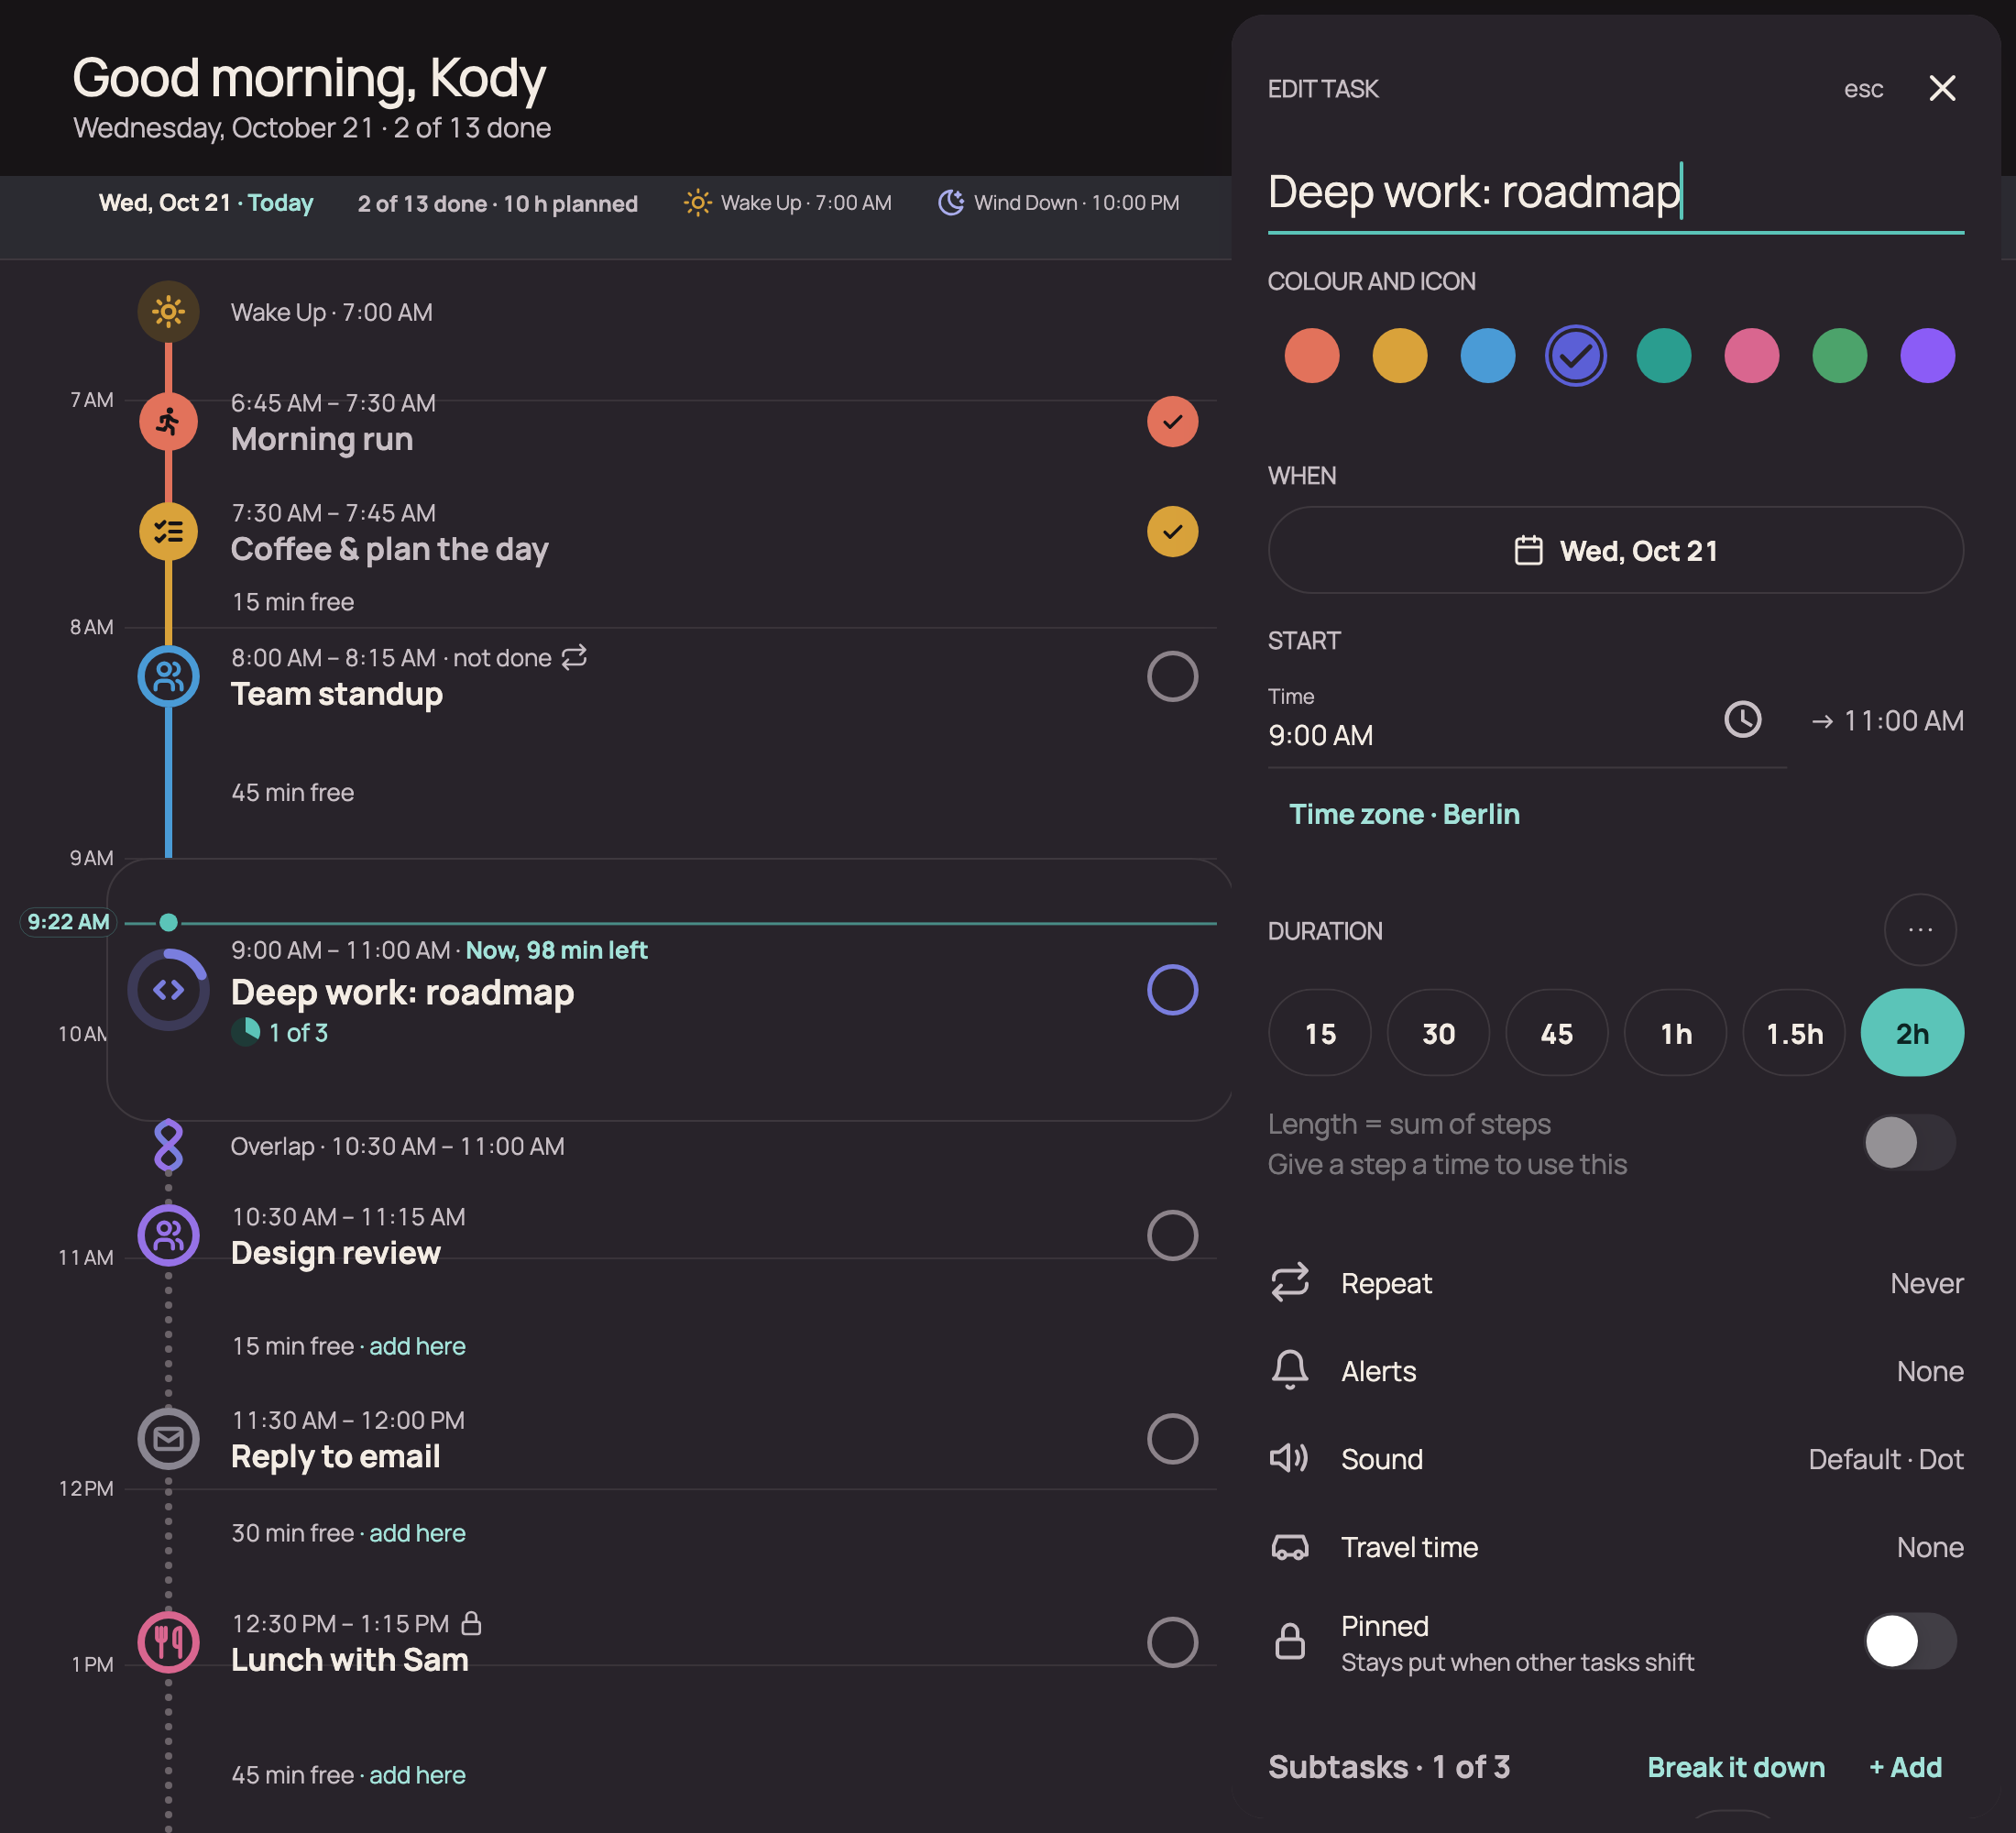 Good morning, Kody
Wednesday, October 21 · 2 of 13 done
Wed, Oct 21 · Today
2 of 13 done · 10 h planned
Wake Up · 7:00 AM
Wind Down · 10:00 PM
Wake Up · 7:00 AM
7 AM
6:45 AM – 7:30 AM
Morning run
7:30 AM – 7:45 AM
Coffee & plan the day
15 min free
8 AM
8:00 AM – 8:15 AM · not done
Team standup
45 min free
9 AM
9:22 AM
9:00 AM – 11:00 AM · Now, 98 min left
Deep work: roadmap
1 of 3
10 AM
Overlap · 10:30 AM – 11:00 AM
10:30 AM – 11:15 AM
Design review
11 AM
15 min free · add here
11:30 AM – 12:00 PM
Reply to email
12 PM
30 min free · add here
12:30 PM – 1:15 PM
Lunch with Sam
1 PM
45 min free · add here
EDIT TASK
esc
Deep work: roadmap
COLOUR AND ICON
WHEN
Wed, Oct 21
START
Time
9:00 AM
→ 11:00 AM
Time zone · Berlin
DURATION
···
15 30 45 1h 1.5h 2h
Length = sum of steps
Give a step a time to use this
Repeat Never
Alerts None
Sound Default · Dot
Travel time None
Pinned
Stays put when other tasks shift
Subtasks · 1 of 3 Break it down + Add